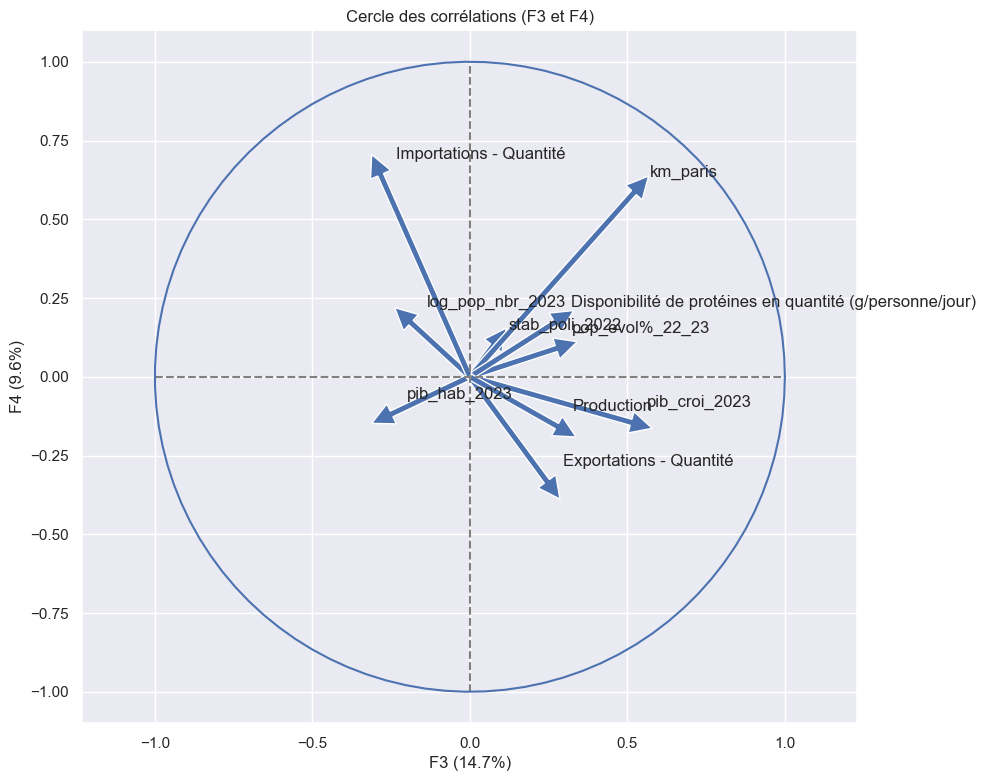 Cercle des corrélations (F3 et F4)
1.00
0.75
0.50
0.25
0.00
−0.25
−0.50
−0.75
−1.00
F4 (9.6%)
Importations - Quantité
km_paris
log_pop_nbr_2023
Disponibilité de protéines en quantité (g/personne/jour)
stab_poli_2022
pop_evol%_22_23
pib_hab_2023
Production
pib_croi_2023
Exportations - Quantité
−1.0
−0.5
0.0
0.5
1.0
F3 (14.7%)